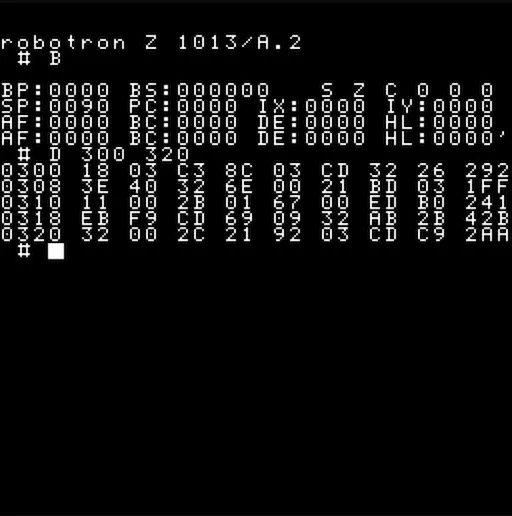 robotron Z 1013/A.2
# B
BP:0000 BS:000000 S Z C 0 0 0
SP:0090 PC:0000 IX:0000 IY:0000
AF:0000 BC:0000 DE:0000 HL:0000
AF:0000 BC:0000 DE:0000 HL:0000'
# D 300 320
0300 18 03 C3 8C 03 CD 32 26 292
0308 3E 40 32 6E 00 21 BD 03 1FF
0310 11 00 2B 01 67 00 ED B0 241
0318 EB F9 CD 69 09 32 AB 2B 42B
0320 32 00 2C 21 92 03 CD C9 2AA
#